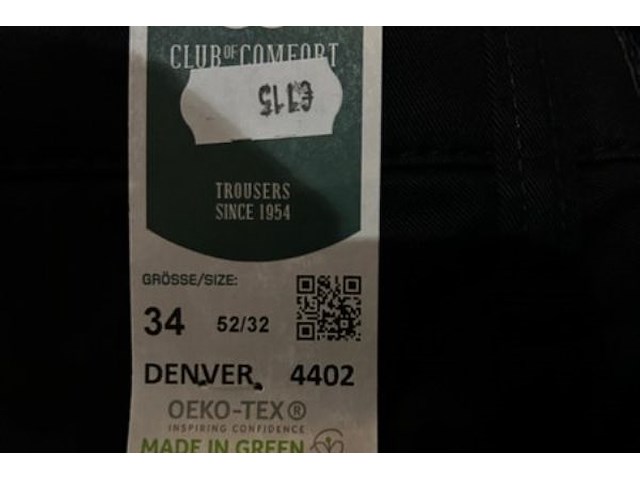 CLUB OF COMFORT
€115
TROUSERS
SINCE 1954
GRÖSSE/SIZE:
34 52/32
DENVER 4402
OEKO-TEX®
INSPIRING CONFIDENCE
MADE IN GREEN